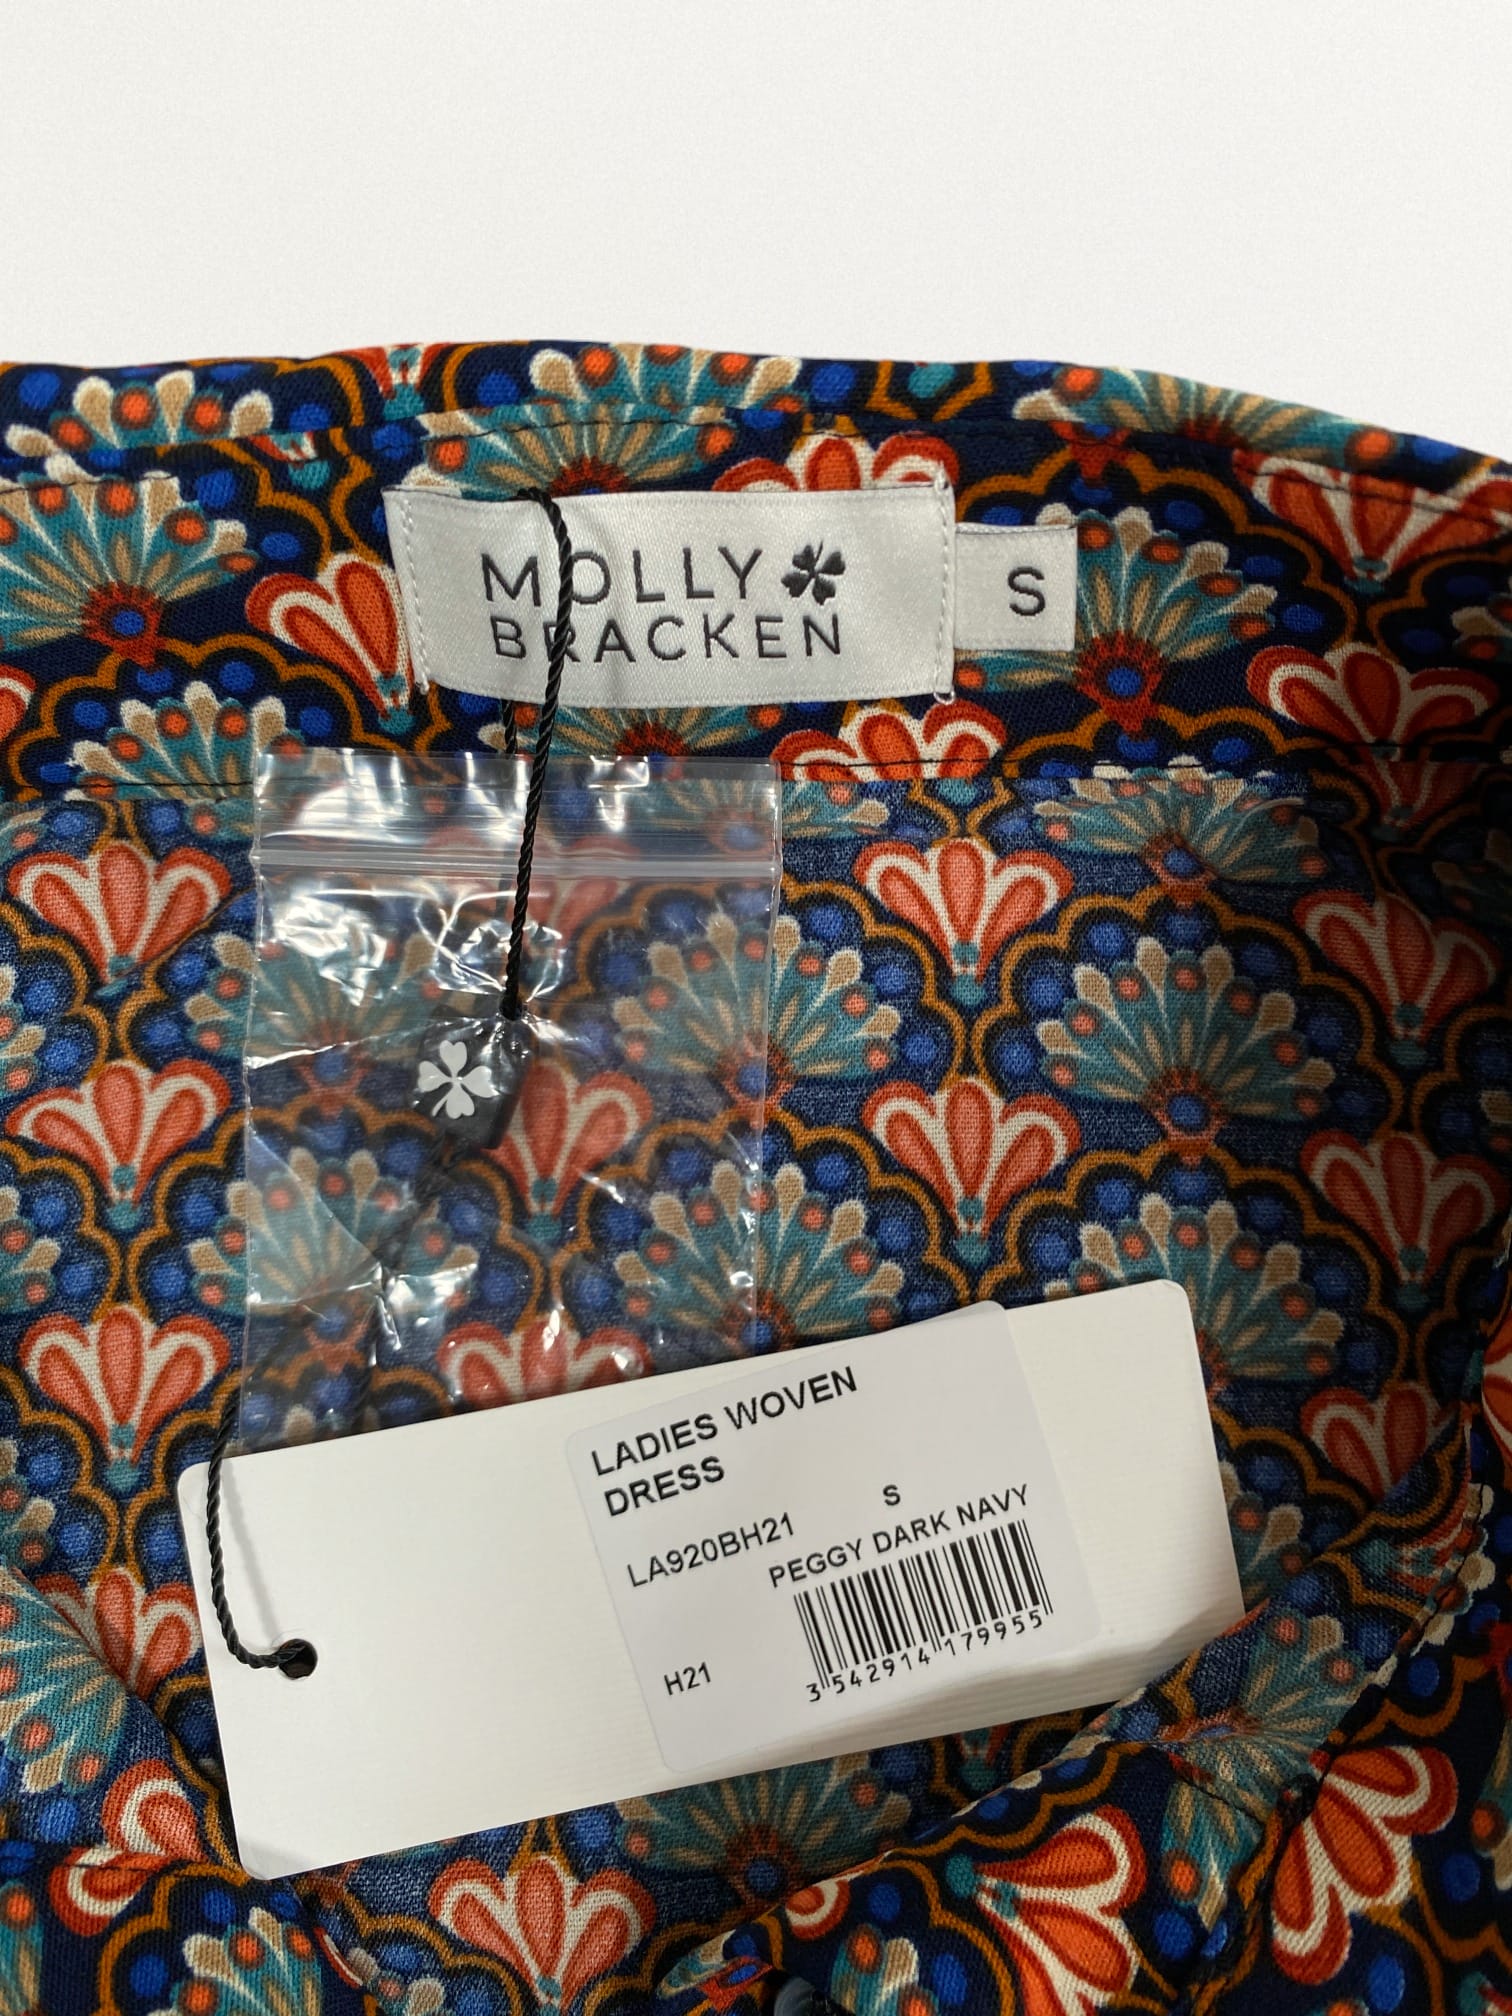 MOLLY
BRACKEN
S
LADIES WOVEN
DRESS
LA920BH21 S
PEGGY DARK NAVY
H21
3 542914 179955